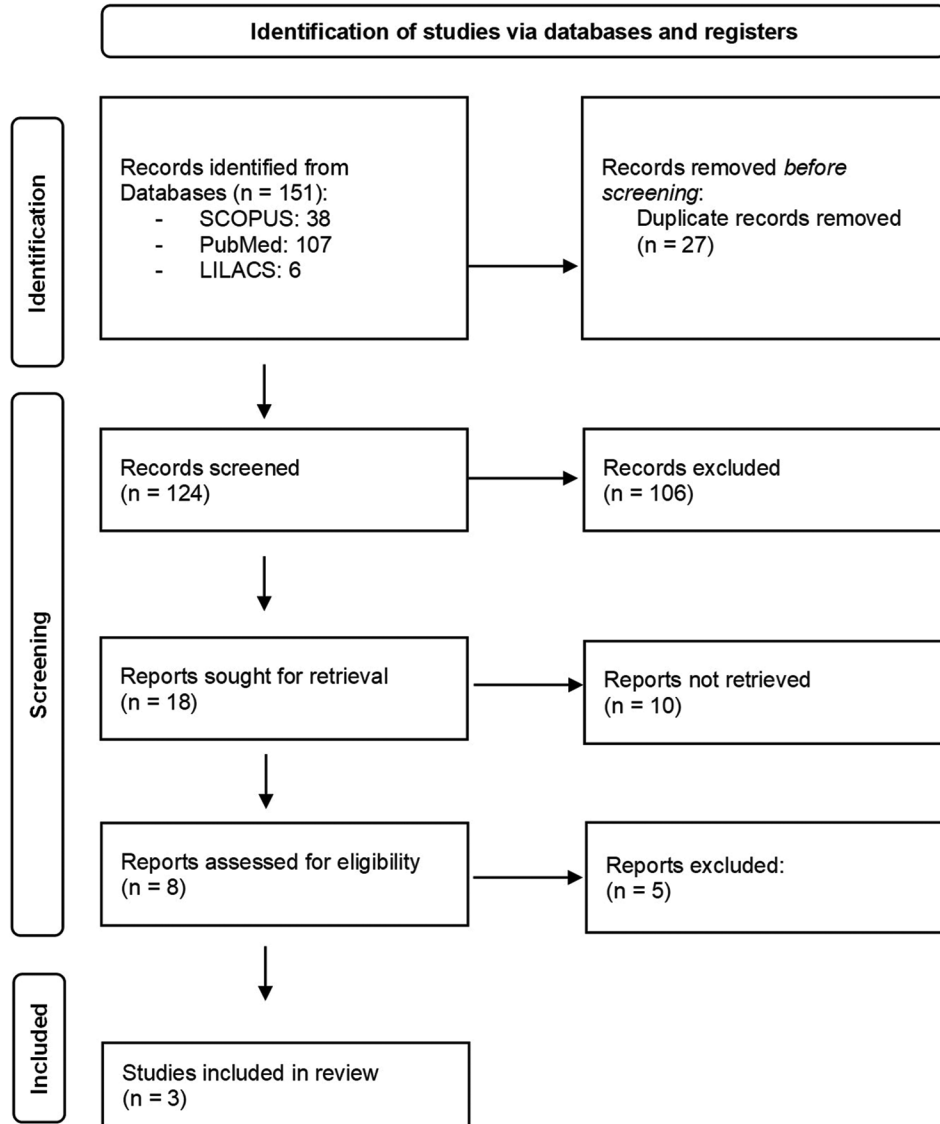 Identification of studies via databases and registers
Identification
Records identified from
Databases (n = 151):
- SCOPUS: 38
- PubMed: 107
- LILACS: 6
Records removed before
screening:
Duplicate records removed
(n = 27)
Screening
Records screened
(n = 124)
Records excluded
(n = 106)
Reports sought for retrieval
(n = 18)
Reports not retrieved
(n = 10)
Reports assessed for eligibility
(n = 8)
Reports excluded:
(n = 5)
Included
Studies included in review
(n = 3)